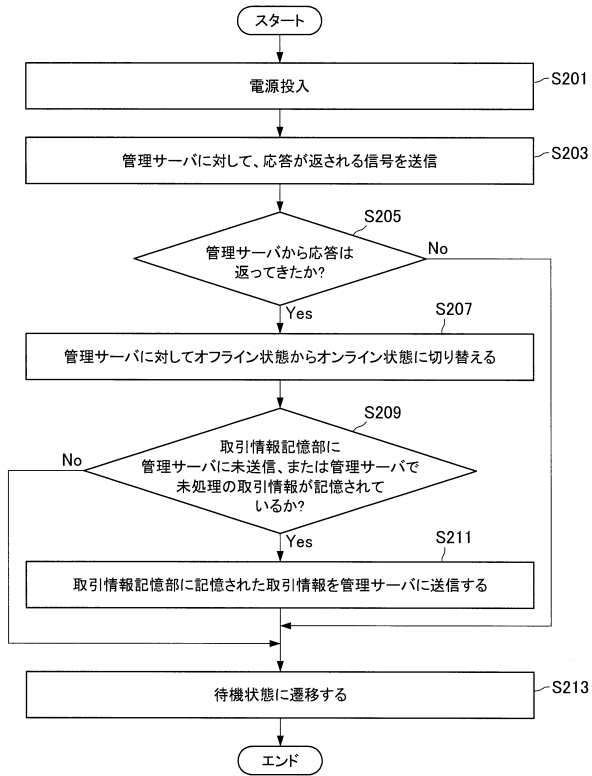 スタート
電源投入
S201
管理サーバに対して、応答が返される信号を送信
S203
S205
管理サーバから応答は
返ってきたか?
No
Yes
S207
管理サーバに対してオフライン状態からオンライン状態に切り替える
S209
取引情報記憶部に
管理サーバに未送信、または管理サーバで
未処理の取引情報が記憶されて
いるか?
No
Yes
S211
取引情報記憶部に記憶された取引情報を管理サーバに送信する
待機状態に遷移する
S213
エンド